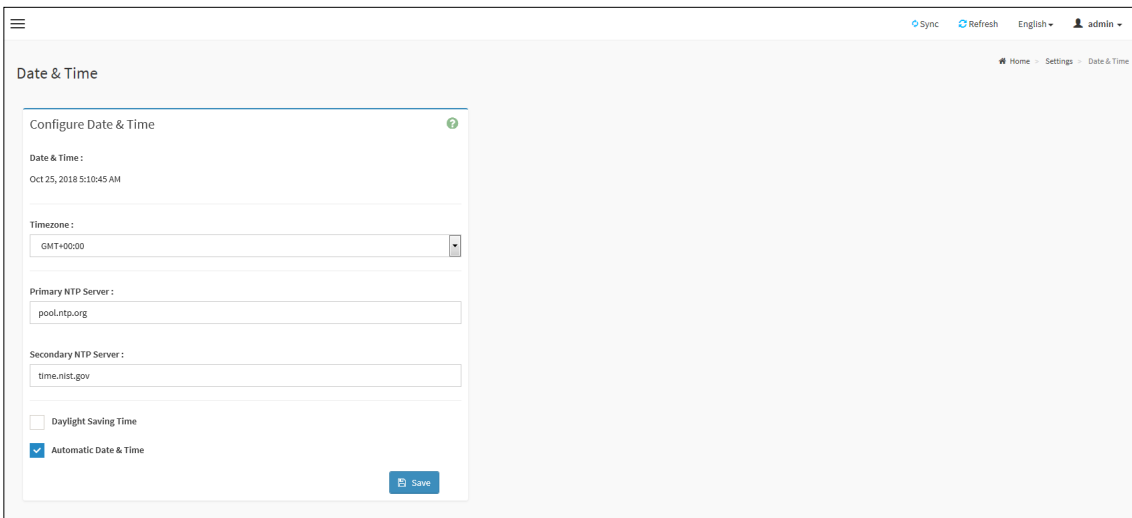 Sync Refresh English admin
Home > Settings > Date & Time
Date & Time
Configure Date & Time
Date & Time :
Oct 25, 2018 5:10:45 AM
Timezone :
GMT+00:00
Primary NTP Server :
pool.ntp.org
Secondary NTP Server :
time.nist.gov
Daylight Saving Time
Automatic Date & Time
Save